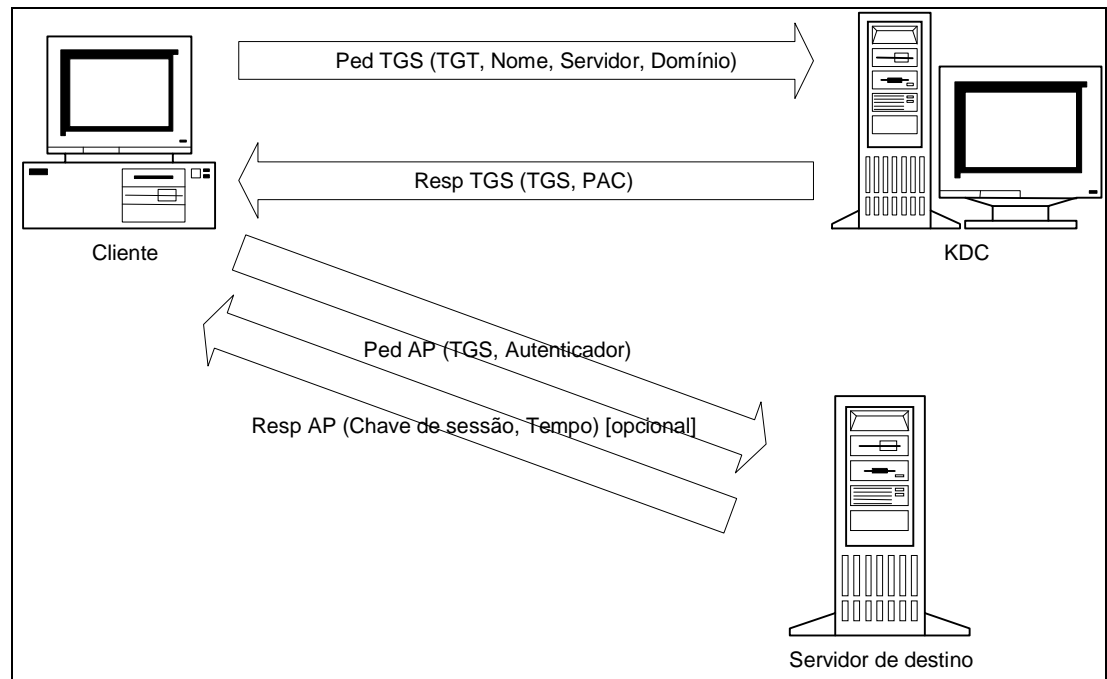 Ped TGS (TGT, Nome, Servidor, Domínio)
Resp TGS (TGS, PAC)
Cliente
KDC
Ped AP (TGS, Autenticador)
Resp AP (Chave de sessão, Tempo) [opcional]
Servidor de destino